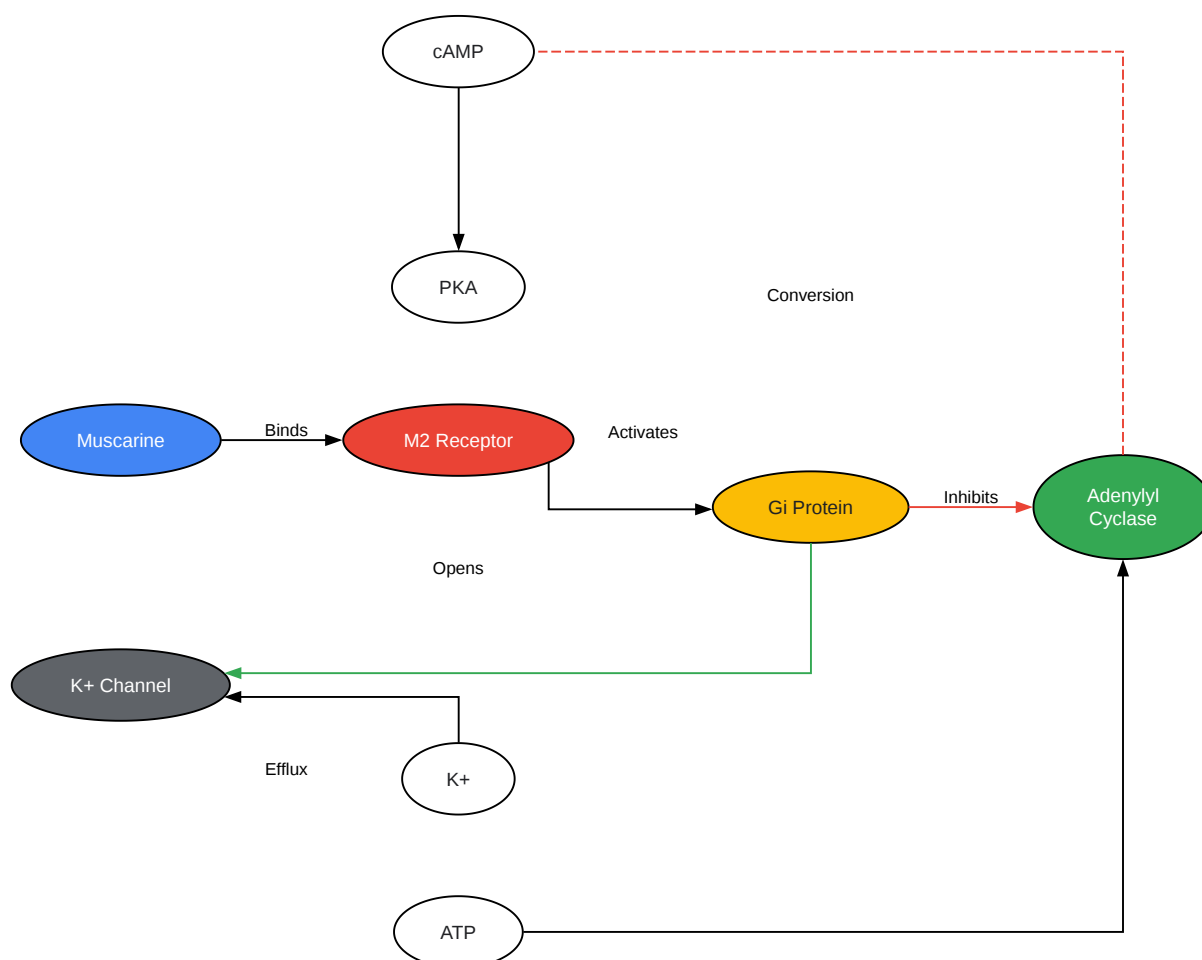 cAMP
PKA
Conversion
Muscarine
Binds
M2 Receptor
Activates
Gi Protein
Inhibits
Adenylyl
Cyclase
Opens
K+ Channel
Efflux
K+
ATP